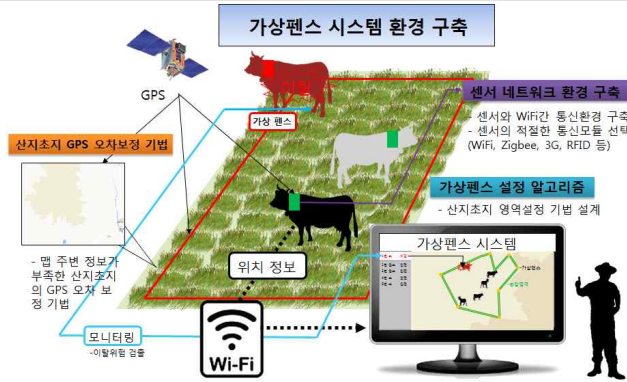 가상펜스 시스템 환경 구축
GPS
이탈
가상 펜스
센서 네트워크 환경 구축
- 센서와 WiFi간 통신환경 구축
- 센서의 적절한 통신모듈 선택
(WiFi, Zigbee, 3G, RFID 등)
산지초지 GPS 오차보정 기법
- 맵 주변 정보가
부족한 산지초지
의 GPS 오차 보
정 기법
가상펜스 설정 알고리즘
- 산지초지 영역설정 기법 설계
위치 정보
가상펜스 시스템
모니터링
-이탈위험 검출
Wi-Fi